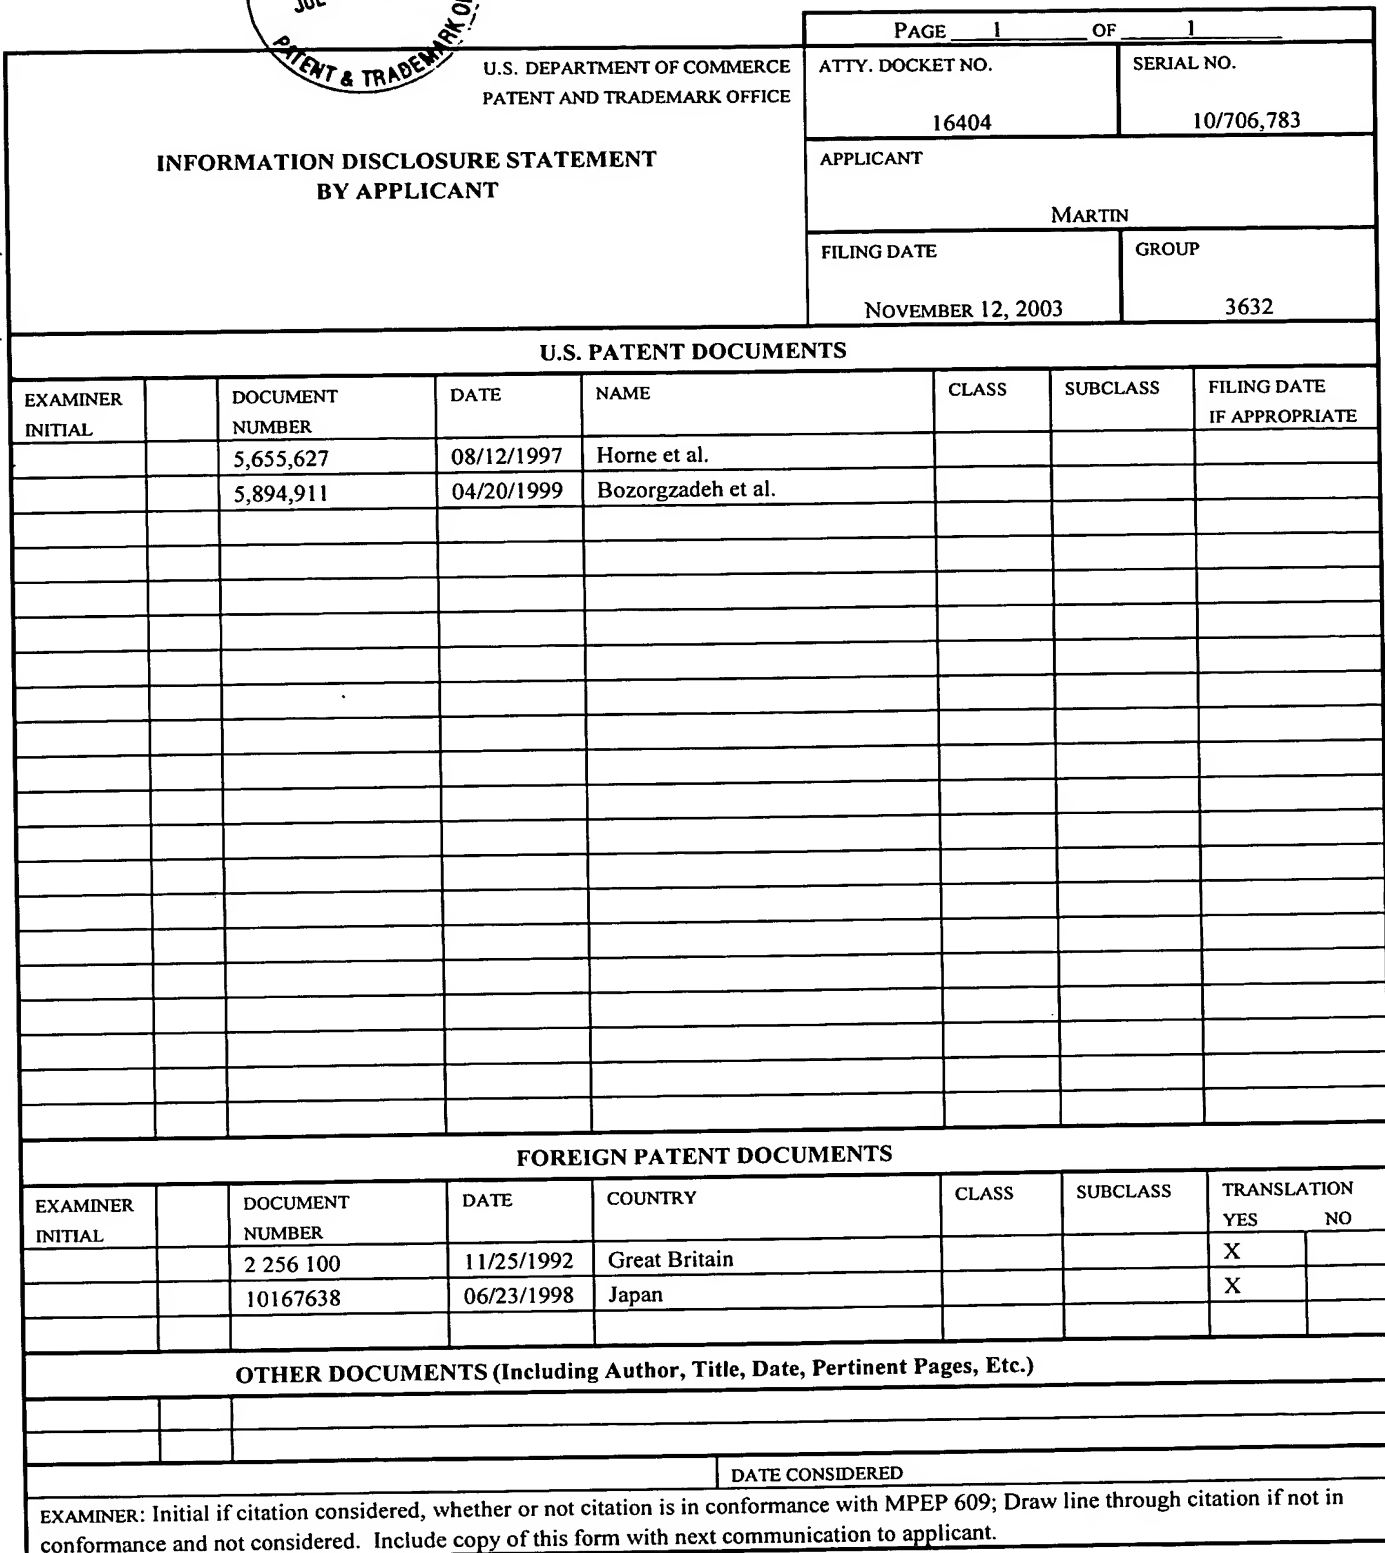 JUL
PATENT & TRADEMARK
PAGE 1 OF 1
U.S. DEPARTMENT OF COMMERCE
PATENT AND TRADEMARK OFFICE
ATTY. DOCKET NO.
16404
SERIAL NO.
10/706,783
INFORMATION DISCLOSURE STATEMENT
BY APPLICANT
APPLICANT
MARTIN
FILING DATE
NOVEMBER 12, 2003
GROUP
3632
U.S. PATENT DOCUMENTS
EXAMINER INITIAL DOCUMENT NUMBER DATE NAME CLASS SUBCLASS FILING DATE IF APPROPRIATE
5,655,627 08/12/1997 Horne et al.
5,894,911 04/20/1999 Bozorgzadeh et al.
FOREIGN PATENT DOCUMENTS
EXAMINER INITIAL DOCUMENT NUMBER DATE COUNTRY CLASS SUBCLASS TRANSLATION YES NO
2 256 100 11/25/1992 Great Britain X
10167638 06/23/1998 Japan X
OTHER DOCUMENTS (Including Author, Title, Date, Pertinent Pages, Etc.)
DATE CONSIDERED
EXAMINER: Initial if citation considered, whether or not citation is in conformance with MPEP 609; Draw line through citation if not in
conformance and not considered. Include copy of this form with next communication to applicant.